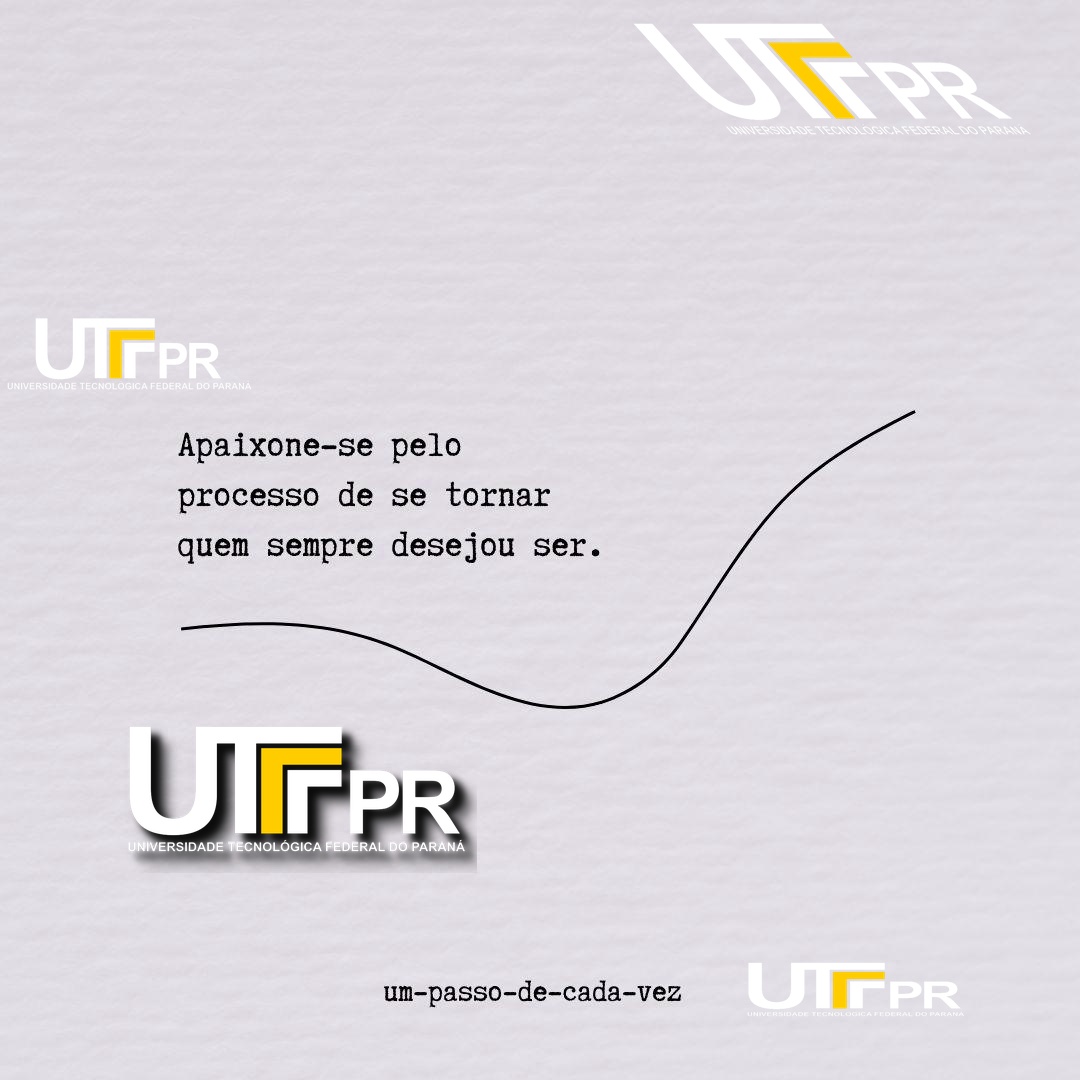 UTFPR
UNIVERSIDADE TECNOLÓGICA FEDERAL DO PARANÁ
UTFPR
UNIVERSIDADE TECNOLÓGICA FEDERAL DO PARANÁ
Apaixone-se pelo
processo de se tornar
quem sempre desejou ser.
UTFPR
UNIVERSIDADE TECNOLÓGICA FEDERAL DO PARANÁ
um-passo-de-cada-vez
UTFPR
UNIVERSIDADE TECNOLÓGICA FEDERAL DO PARANÁ